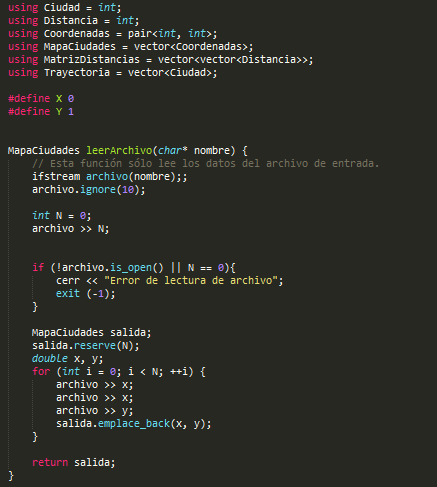 using Ciudad = int;
using Distancia = int;
using Coordenadas = pair<int, int>;
using MapaCiudades = vector<Coordenadas>;
using MatrizDistancias = vector<vector<Distancia>>;
using Trayectoria = vector<Ciudad>;
#define X 0
#define Y 1
MapaCiudades leerArchivo(char* nombre) {
// Esta función sólo lee los datos del archivo de entrada.
ifstream archivo(nombre);;
archivo.ignore(10);
int N = 0;
archivo >> N;
if (!archivo.is_open() || N == 0){
cerr << "Error de lectura de archivo";
exit (-1);
}
MapaCiudades salida;
salida.reserve(N);
double x, y;
for (int i = 0; i < N; ++i) {
archivo >> x;
archivo >> x;
archivo >> y;
salida.emplace_back(x, y);
}
return salida;
}